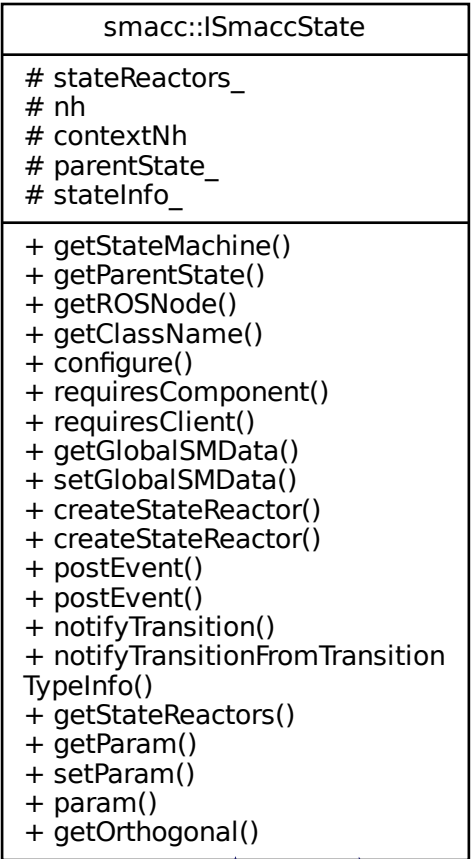 smacc::ISmaccState
# stateReactors_
# nh
# contextNh
# parentState_
# stateInfo_
+ getStateMachine()
+ getParentState()
+ getROSNode()
+ getClassName()
+ configure()
+ requiresComponent()
+ requiresClient()
+ getGlobalSMData()
+ setGlobalSMData()
+ createStateReactor()
+ createStateReactor()
+ postEvent()
+ postEvent()
+ notifyTransition()
+ notifyTransitionFromTransition
TypeInfo()
+ getStateReactors()
+ getParam()
+ setParam()
+ param()
+ getOrthogonal()